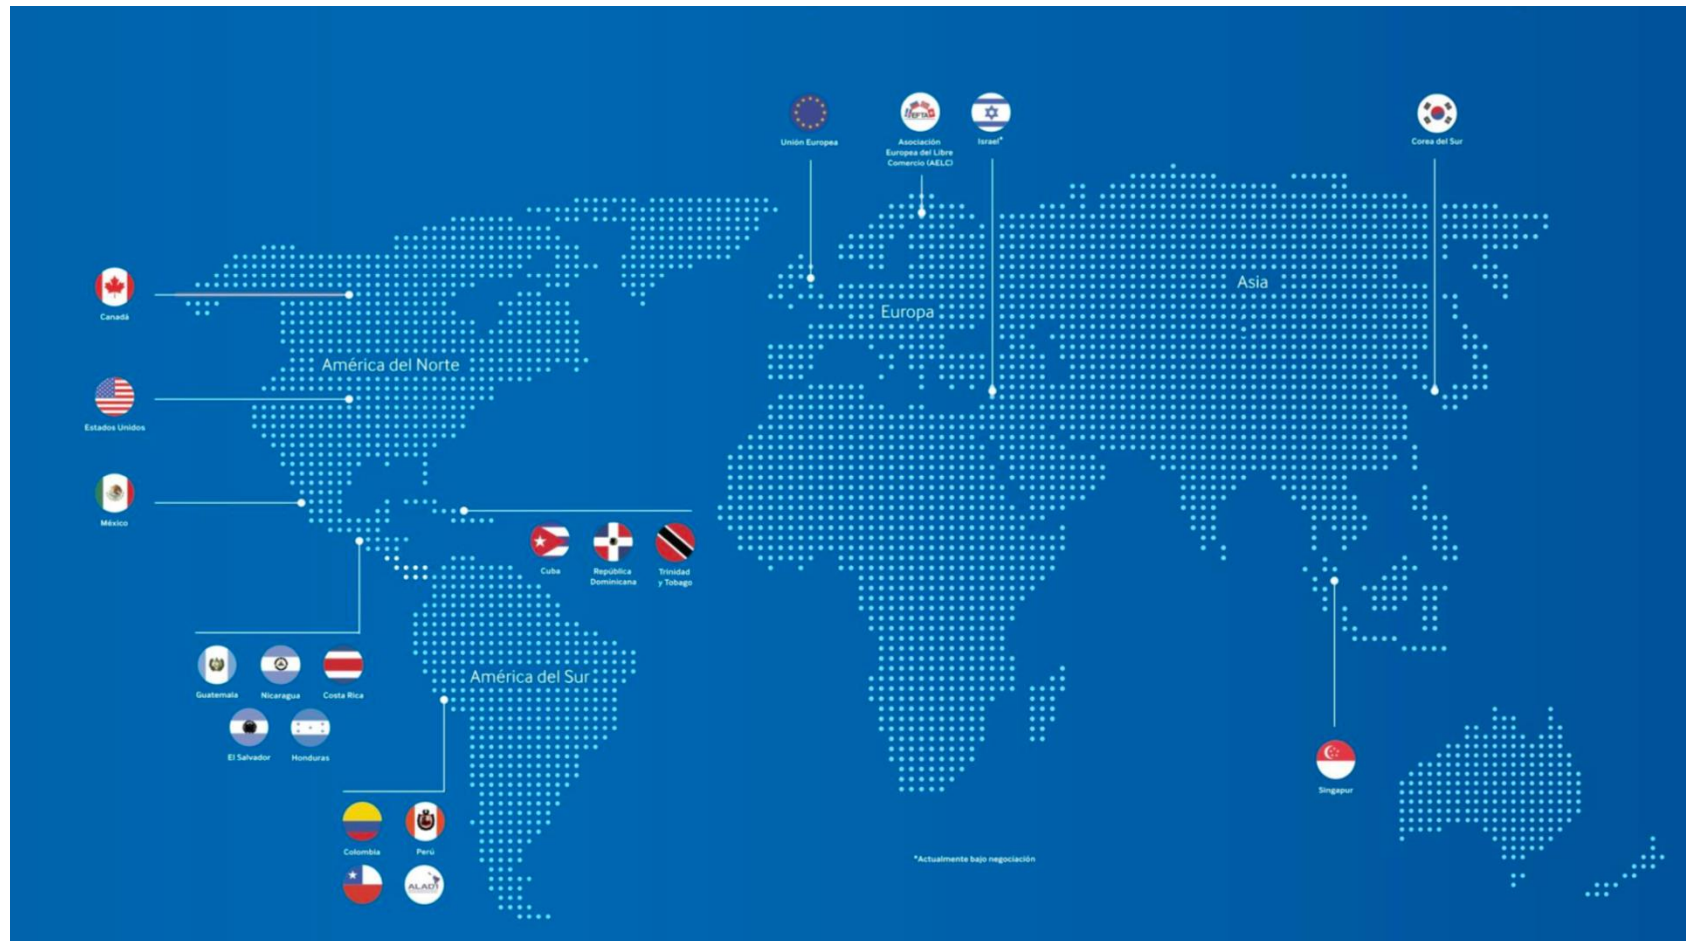 Unión Europea
Asociación
Europea del Libre
Comercio (AELC)
Israel*
Corea del Sur
EFTA
Canadá
Estados Unidos
México
América del Norte
Europa
Asia
Cuba
República
Dominicana
Trinidad
y Tobago
Guatemala
Nicaragua
Costa Rica
El Salvador
Honduras
América del Sur
Colombia
Perú
ALADI
Singapur
*Actualmente bajo negociación